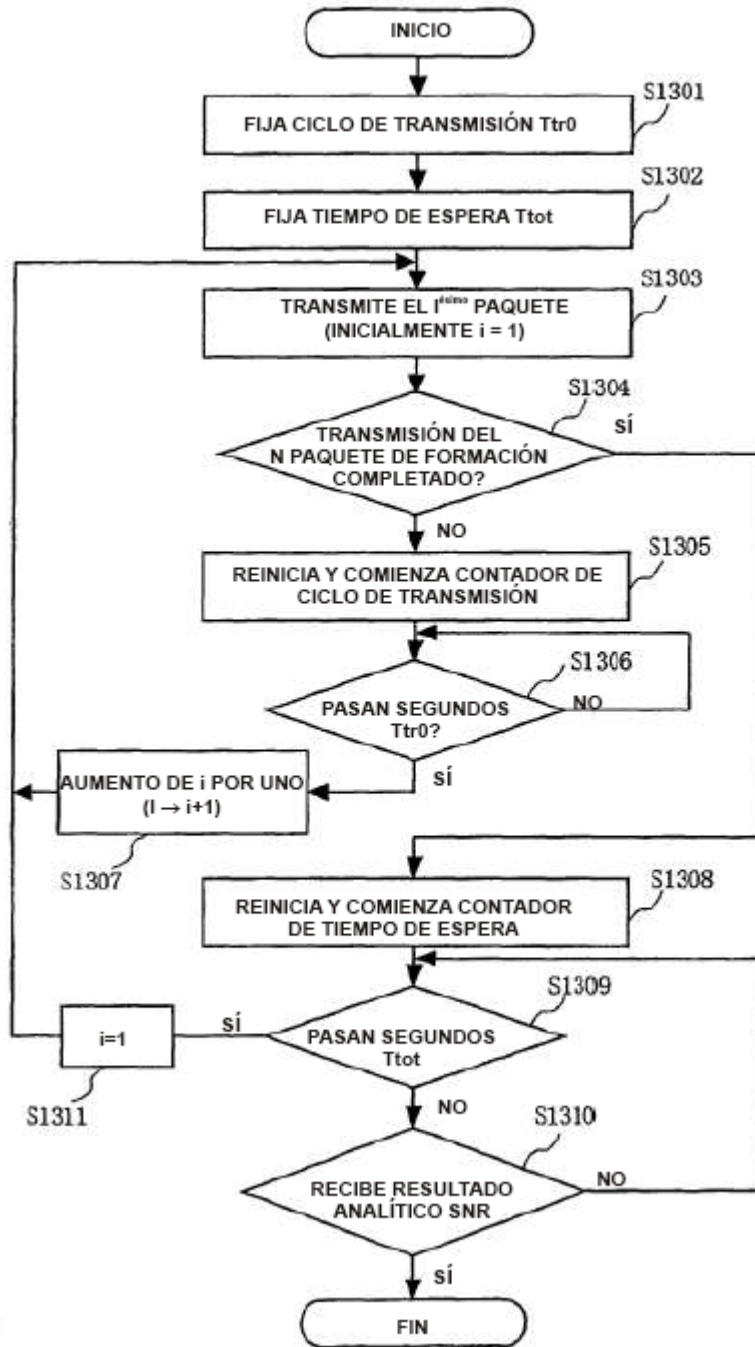 INICIO
S1301
FIJA CICLO DE TRANSMISIÓN Ttr0
S1302
FIJA TIEMPO DE ESPERA Ttot
S1303
TRANSMITE EL Iésimo PAQUETE
(INICIALMENTE i = 1)
S1304
SÍ
TRANSMISIÓN DEL
N PAQUETE DE FORMACIÓN
COMPLETADO?
NO
S1305
REINICIA Y COMIENZA CONTADOR DE
CICLO DE TRANSMISIÓN
S1306
NO
PASAN SEGUNDOS
Ttr0?
SÍ
AUMENTO DE i POR UNO
(I → i+1)
S1307
S1308
REINICIA Y COMIENZA CONTADOR
DE TIEMPO DE ESPERA
S1309
SÍ
PASAN SEGUNDOS
Ttot
i=1
S1311
NO
S1310
NO
RECIBE RESULTADO
ANALÍTICO SNR
SÍ
FIN